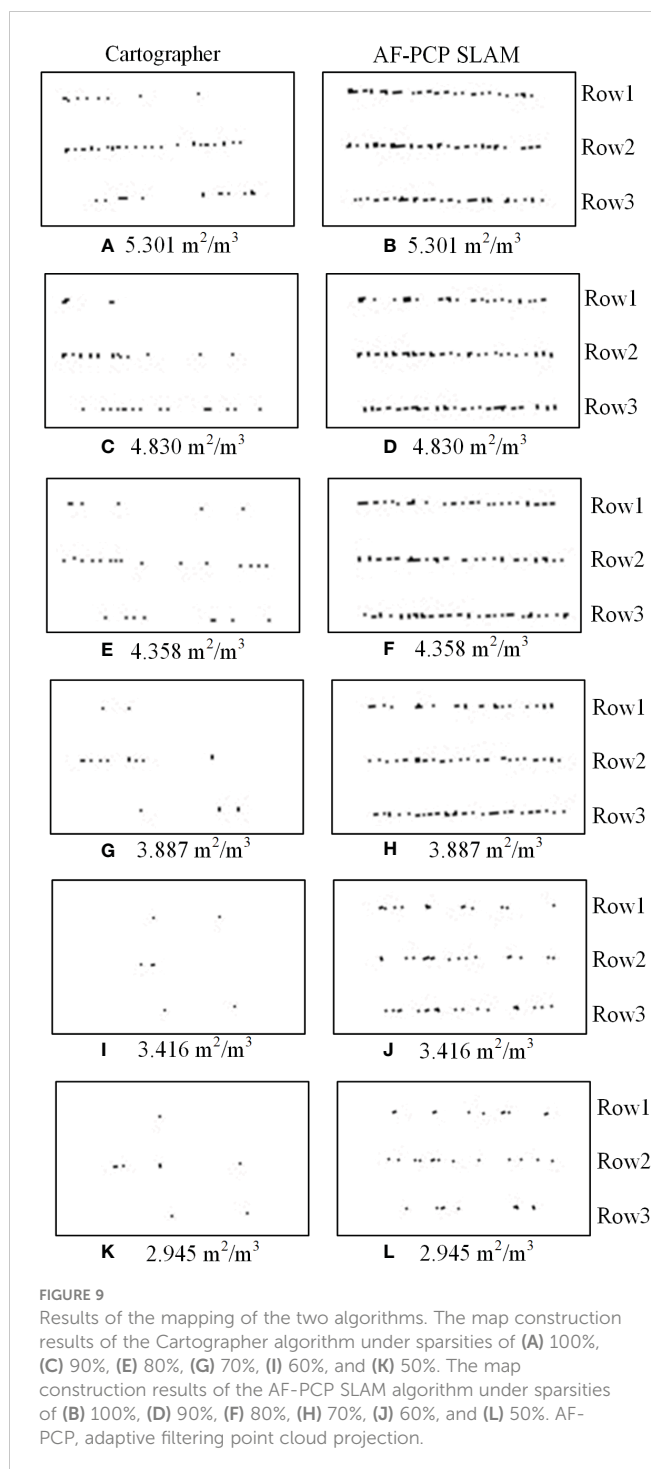 Cartographer AF-PCP SLAM
Row1
Row2
Row3
A 5.301 m²/m³ B 5.301 m²/m³
Row1
Row2
Row3
C 4.830 m²/m³ D 4.830 m²/m³
Row1
Row2
Row3
E 4.358 m²/m³ F 4.358 m²/m³
Row1
Row2
Row3
G 3.887 m²/m³ H 3.887 m²/m³
Row1
Row2
Row3
I 3.416 m²/m³ J 3.416 m²/m³
Row1
Row2
Row3
K 2.945 m²/m³ L 2.945 m²/m³
FIGURE 9
Results of the mapping of the two algorithms. The map construction
results of the Cartographer algorithm under sparsities of (A) 100%,
(C) 90%, (E) 80%, (G) 70%, (I) 60%, and (K) 50%. The map
construction results of the AF-PCP SLAM algorithm under sparsities
of (B) 100%, (D) 90%, (F) 80%, (H) 70%, (J) 60%, and (L) 50%. AF-
PCP, adaptive filtering point cloud projection.